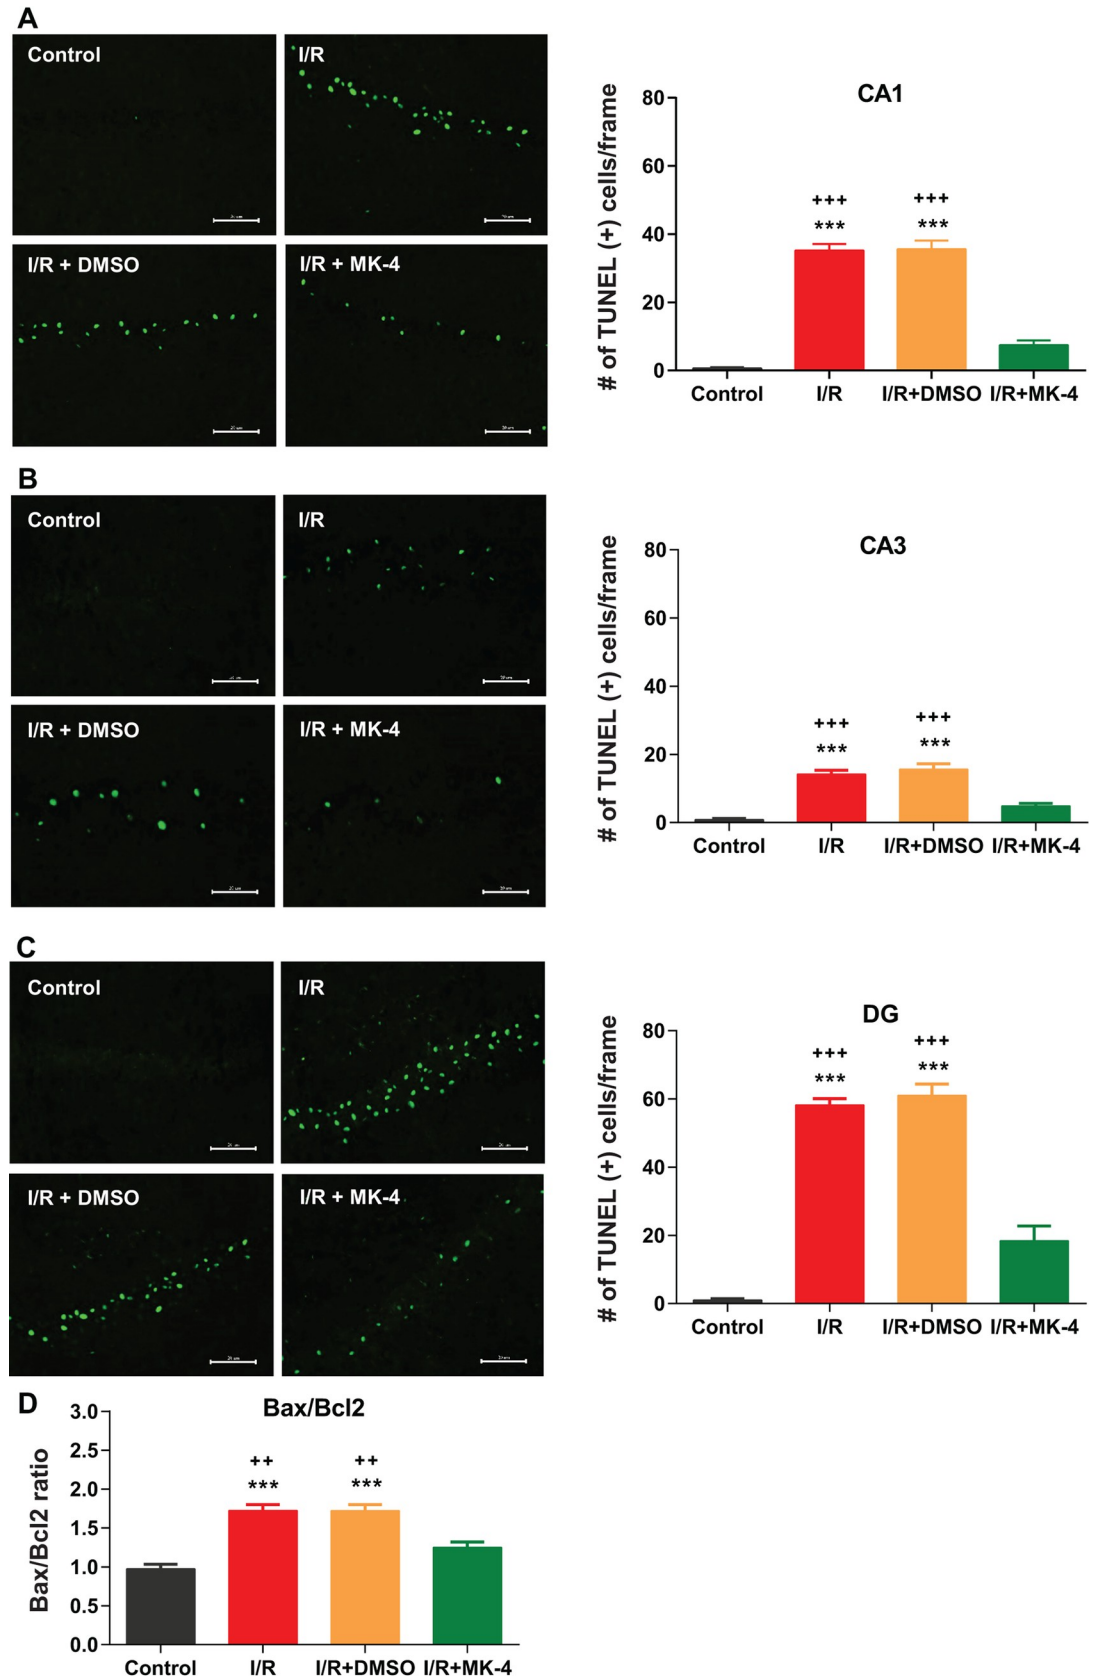 A
Control
I/R
I/R + DMSO
I/R + MK-4
CA1
# of TUNEL (+) cells/frame
80
60
40
20
0
+++
***
+++
***
Control
I/R
I/R+DMSO
I/R+MK-4
B
Control
I/R
I/R + DMSO
I/R + MK-4
CA3
# of TUNEL (+) cells/frame
80
60
40
20
0
+++
***
+++
***
Control
I/R
I/R+DMSO
I/R+MK-4
C
Control
I/R
I/R + DMSO
I/R + MK-4
DG
# of TUNEL (+) cells/frame
80
60
40
20
0
+++
***
+++
***
Control
I/R
I/R+DMSO
I/R+MK-4
D
Bax/Bcl2
Bax/Bcl2 ratio
3.0
2.5
2.0
1.5
1.0
0.5
0.0
++
***
++
***
Control
I/R
I/R+DMSO
I/R+MK-4